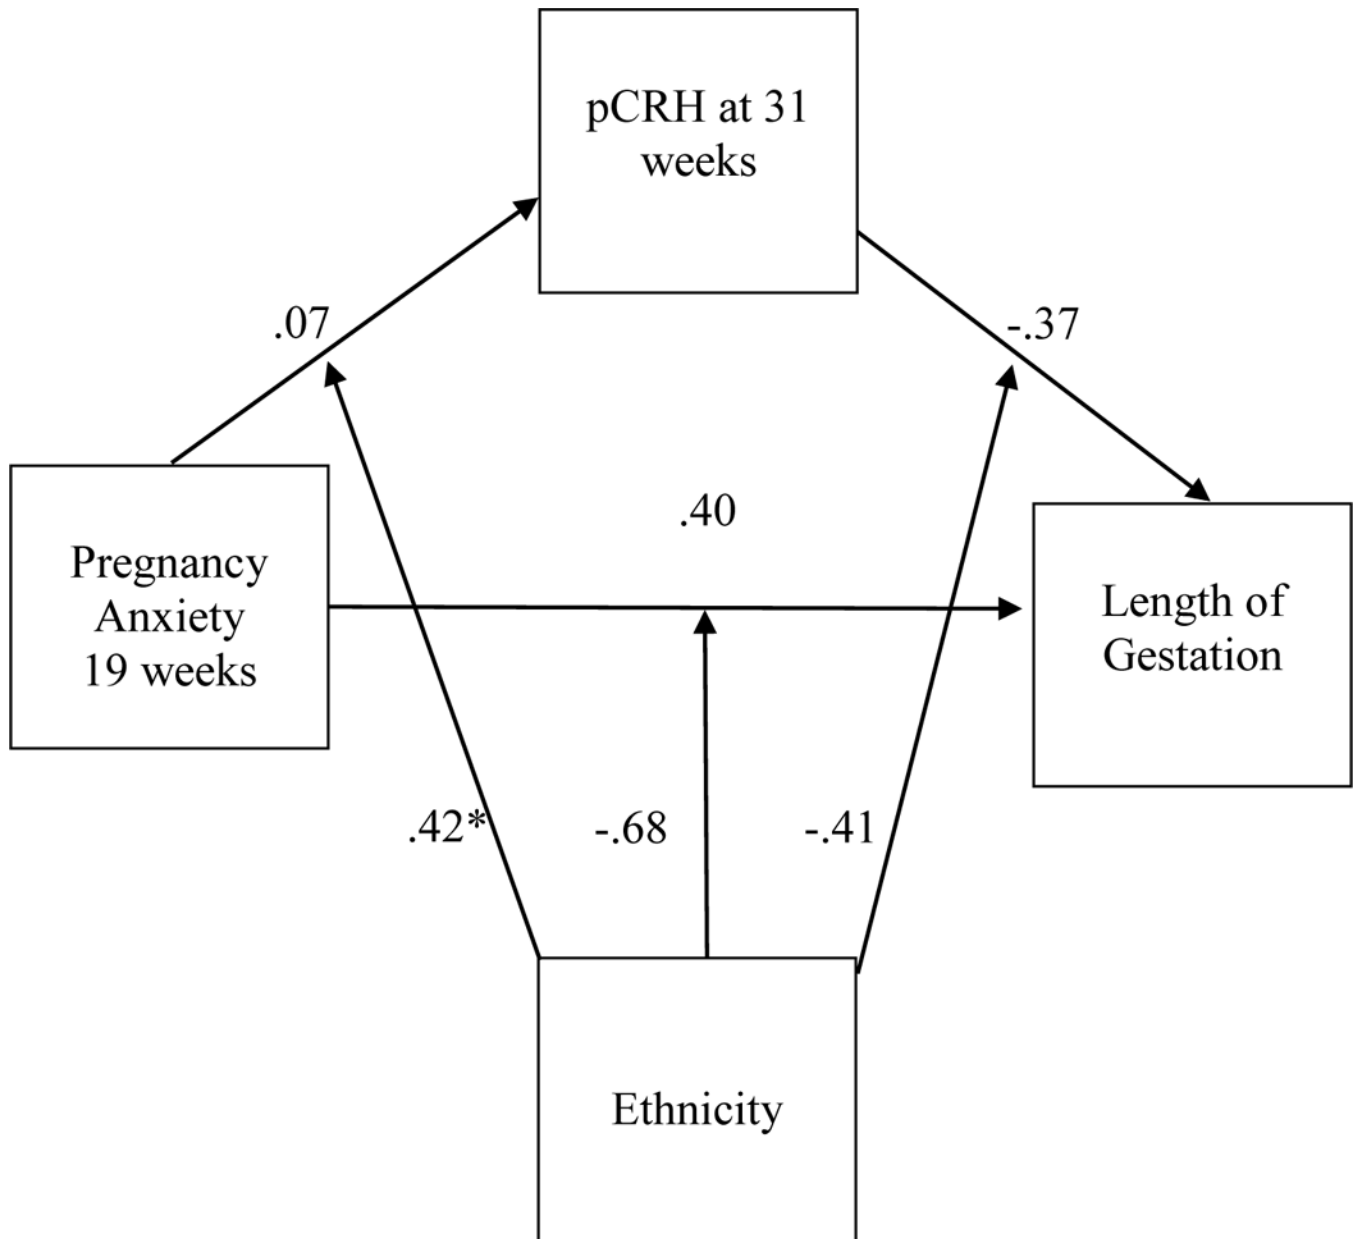 pCRH at 31
weeks
.07
-.37
.40
Pregnancy
Anxiety
19 weeks
Length of
Gestation
.42*
-.68
-.41
Ethnicity